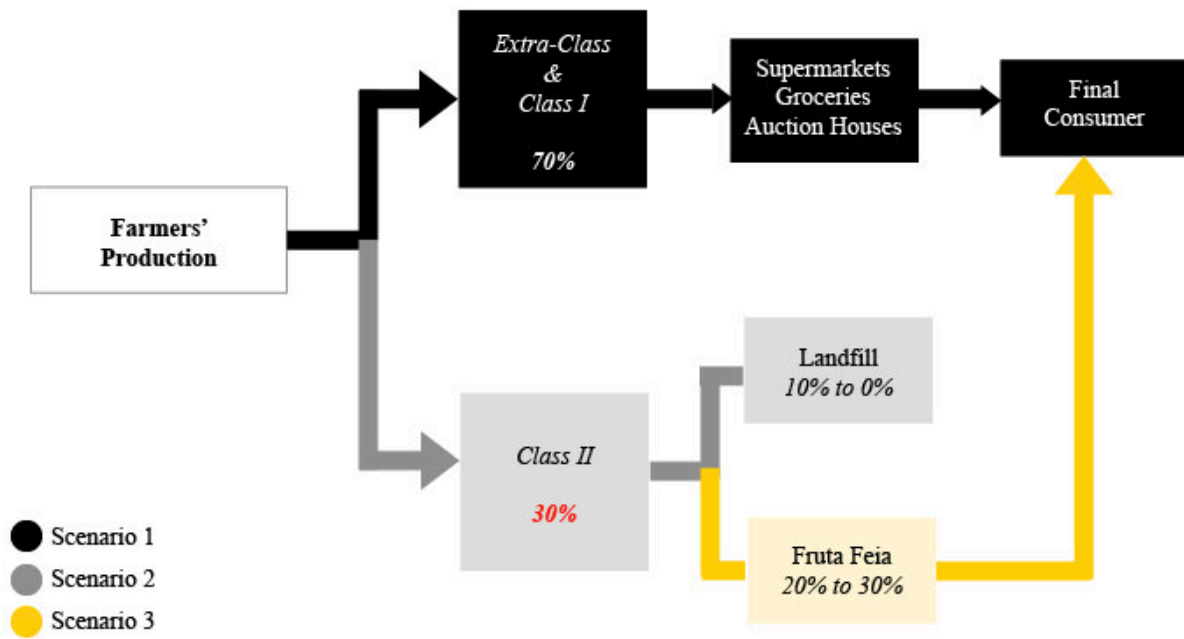 Extra-Class
&
Class I
70%
Supermarkets
Groceries
Auction Houses
Final
Consumer
Farmers’
Production
Landfill
10% to 0%
Class II
30%
Fruta Feia
20% to 30%
Scenario 1
Scenario 2
Scenario 3